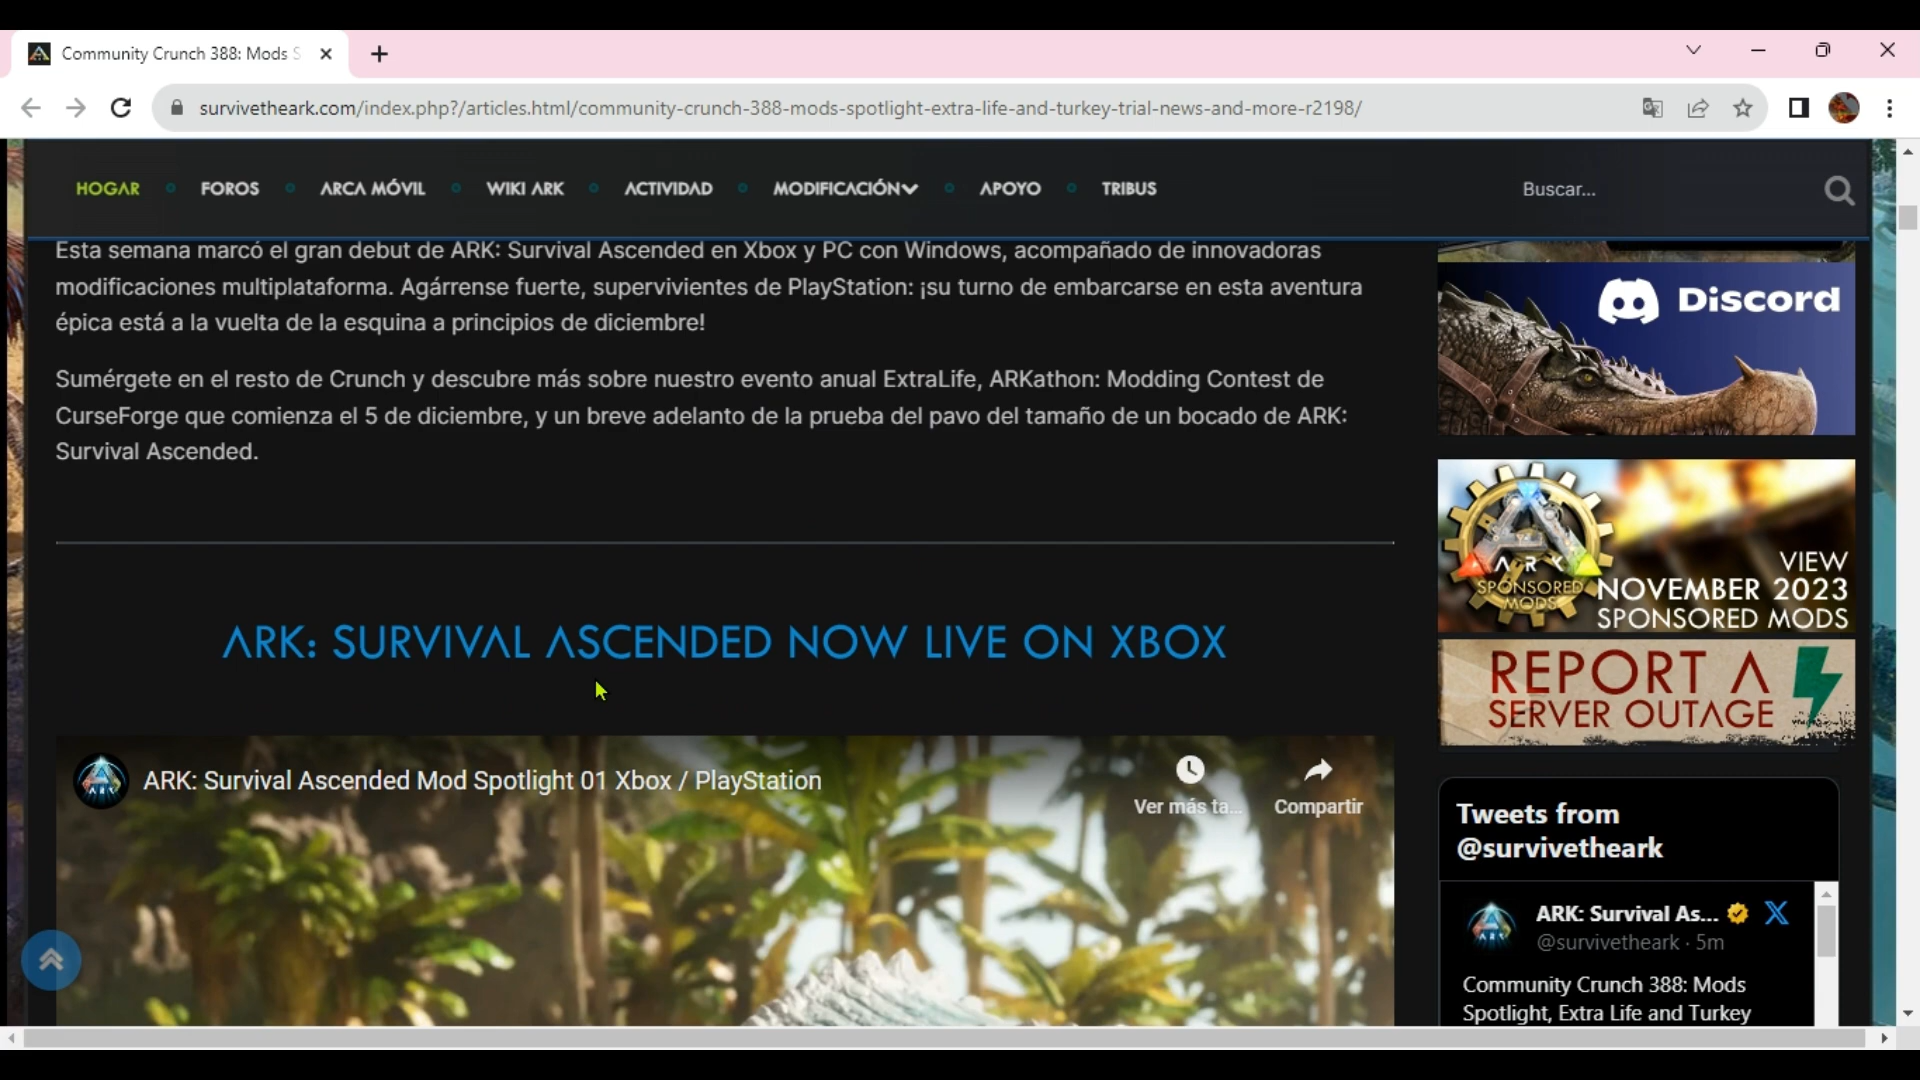 Community Crunch 388: Mods S
survivetheark.com/index.php?/articles.html/community-crunch-388-mods-spotlight-extra-life-and-turkey-trial-news-and-more-r2198/
HOGAR FOROS ARCA MÓVIL WIKI ARK ACTIVIDAD MODIFICACIÓN APOYO TRIBUS Buscar...
Esta semana marcó el gran debut de ARK: Survival Ascended en Xbox y PC con Windows, acompañado de innovadoras
modificaciones multiplataforma. Agárrense fuerte, supervivientes de PlayStation: ¡su turno de embarcarse en esta aventura
épica está a la vuelta de la esquina a principios de diciembre!
Sumérgete en el resto de Crunch y descubre más sobre nuestro evento anual ExtraLife, ARKathon: Modding Contest de
CurseForge que comienza el 5 de diciembre, y un breve adelanto de la prueba del pavo del tamaño de un bocado de ARK:
Survival Ascended.
ARK: SURVIVAL ASCENDED NOW LIVE ON XBOX
ARK: Survival Ascended Mod Spotlight 01 Xbox / PlayStation
Ver más ta...
Compartir
Discord
ARK
SPONSORED
MODS
VIEW
NOVEMBER 2023
SPONSORED MODS
REPORT A
SERVER OUTAGE
Tweets from
@survivetheark
ARK: Survival As...
@survivetheark · 5m
Community Crunch 388: Mods
Spotlight, Extra Life and Turkey